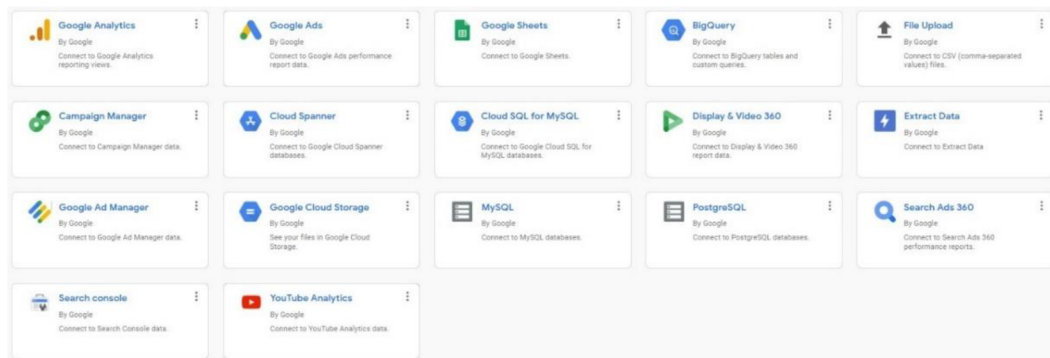 Google Analytics
By Google
Connect to Google Analytics
reporting views.
Google Ads
By Google
Connect to Google Ads performance
report data.
Google Sheets
By Google
Connect to Google Sheets.
BigQuery
By Google
Connect to BigQuery tables and
custom queries.
File Upload
By Google
Connect to CSV (comma-separated
values) files.
Campaign Manager
By Google
Connect to Campaign Manager data.
Cloud Spanner
By Google
Connect to Google Cloud Spanner
databases.
Cloud SQL for MySQL
By Google
Connect to Google Cloud SQL for
MySQL databases.
Display & Video 360
By Google
Connect to Display & Video 360
report data.
Extract Data
By Google
Connect to Extract Data
Google Ad Manager
By Google
Connect to Google Ad Manager data.
Google Cloud Storage
By Google
See your files in Google Cloud
Storage.
MySQL
By Google
Connect to MySQL databases.
PostgreSQL
By Google
Connect to PostgreSQL databases.
Search Ads 360
By Google
Connect to Search Ads 360
performance reports.
Search console
By Google
Connect to Search Console data.
YouTube Analytics
By Google
Connect to YouTube Analytics data.